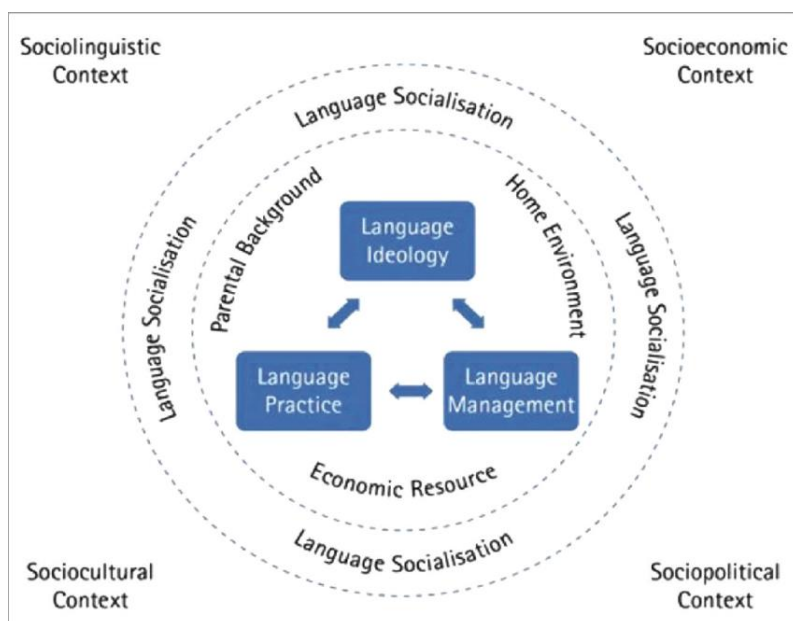 Sociolinguistic
Context
Socioeconomic
Context
Language Socialisation
Parental Background
Home Environment
Language Socialisation
Language Socialisation
Language
Ideology
Language
Practice
Language
Management
Economic Resource
Language Socialisation
Sociocultural
Context
Sociopolitical
Context